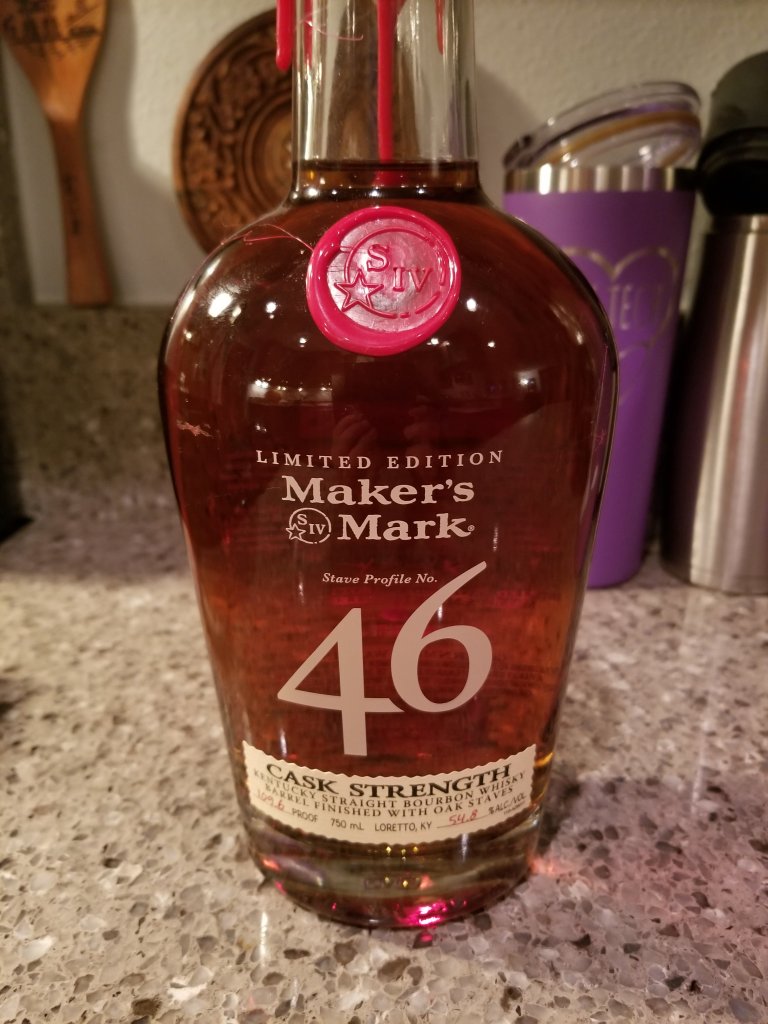 S IV
LIMITED EDITION
Maker's
S IV Mark®
Stave Profile No.
46
CASK STRENGTH
KENTUCKY STRAIGHT BOURBON WHISKY
BARREL FINISHED WITH OAK STAVES
109.6 PROOF 750 mL LORETTO, KY 54.8 %ALC/VOL